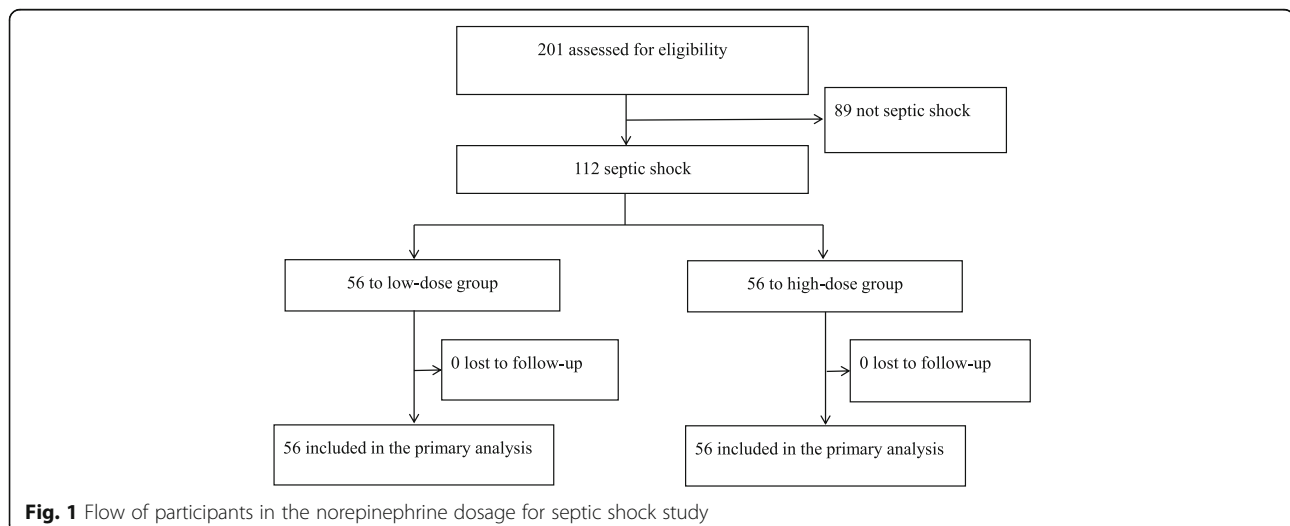 201 assessed for eligibility
89 not septic shock
112 septic shock
56 to low-dose group
56 to high-dose group
0 lost to follow-up
0 lost to follow-up
56 included in the primary analysis
56 included in the primary analysis
Fig. 1 Flow of participants in the norepinephrine dosage for septic shock study